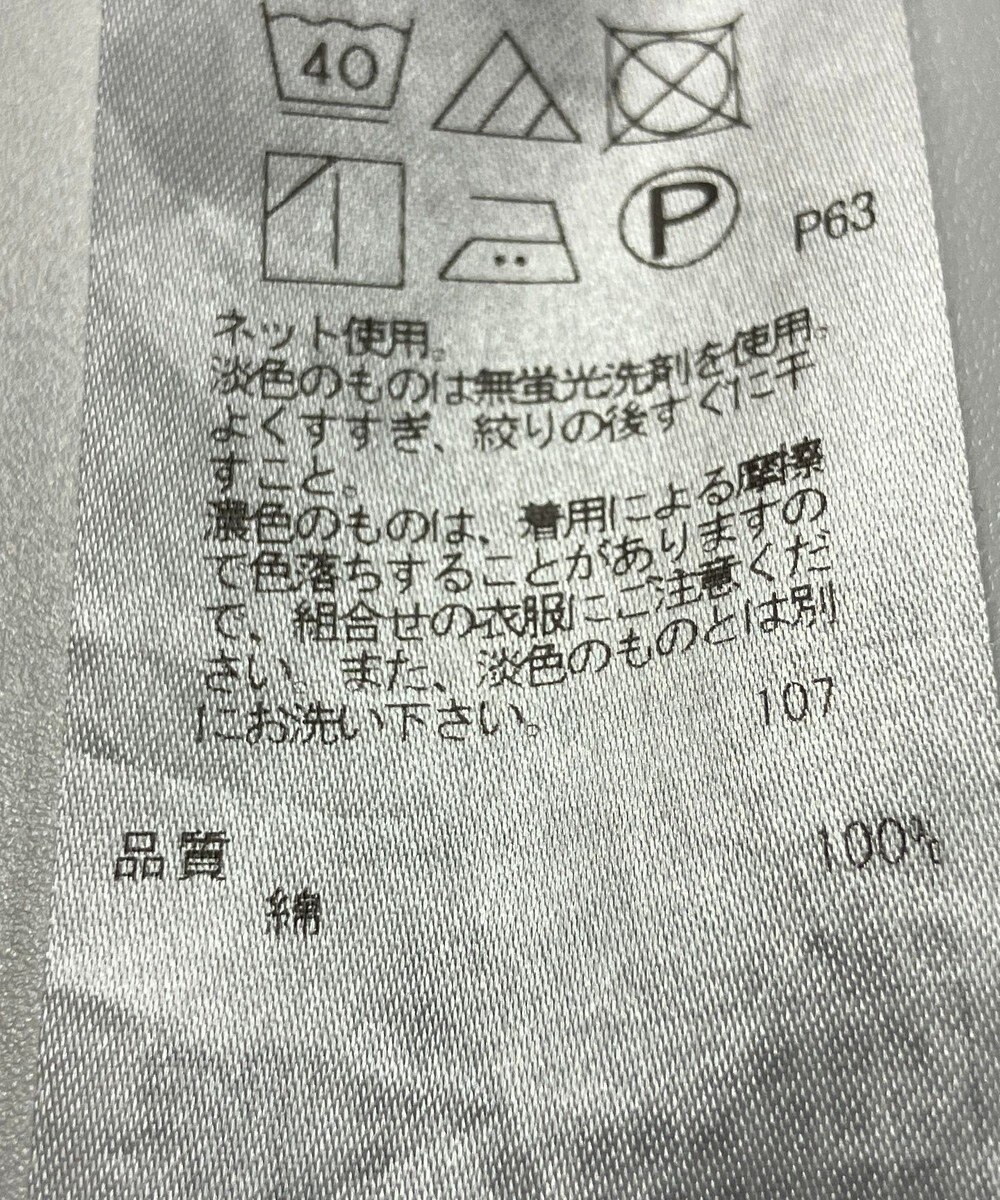 40
P P63
ネット使用。
淡色のものは無蛍光洗剤を使用。
よくすすぎ、絞りの後すぐに干
すこと。
濃色のものは、着用による摩擦
で色落ちすることがありますの
で、組合せの衣服にご注意くだ
さい。また、淡色のものとは別
にお洗い下さい。 107
品質 100%
綿